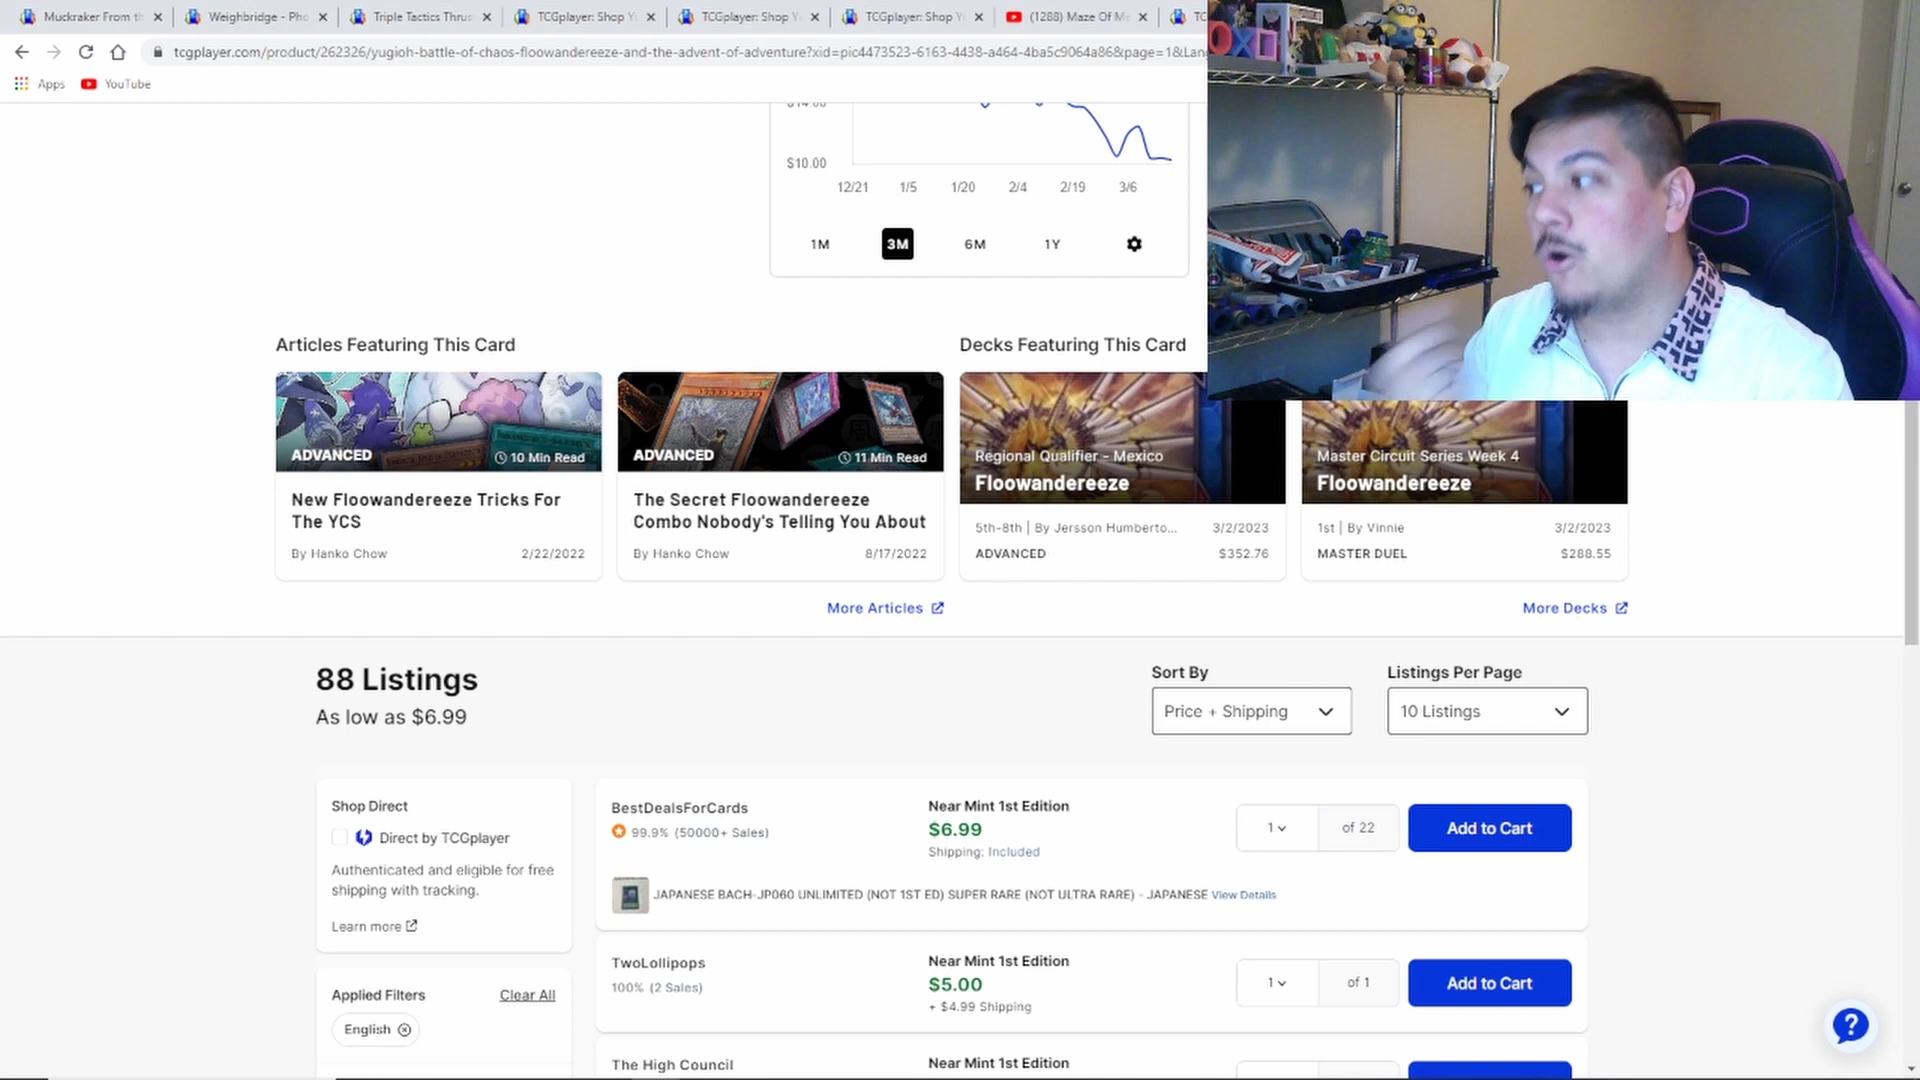 Muckraker From th
Weighbridge - Pho
Triple Tactics Thrus
TCGplayer: Shop Y
TCGplayer: Shop Y
TCGplayer: Shop Y
(1288) Maze Of M
TC
tcgplayer.com/product/262326/yugioh-battle-of-chaos-floowandereeze-and-the-advent-of-adventure?xid=pic4473523-6163-4438-a464-4ba5c9064a86&page=1&Lang
Apps
YouTube
$14.00
$10.00
12/21 1/5 1/20 2/4 2/19 3/6
1M 3M 6M 1Y
Articles Featuring This Card
Decks Featuring This Card
ADVANCED
10 Min Read
New Floowandereeze Tricks For
The YCS
By Hanko Chow 2/22/2022
ADVANCED
11 Min Read
The Secret Floowandereeze
Combo Nobody's Telling You About
By Hanko Chow 8/17/2022
Regional Qualifier - Mexico
Floowandereeze
5th-8th | By Jersson Humberto... 3/2/2023
ADVANCED $352.76
Master Circuit Series Week 4
Floowandereeze
1st | By Vinnie 3/2/2023
MASTER DUEL $288.55
More Articles
More Decks
88 Listings
As low as $6.99
Sort By
Price + Shipping
Listings Per Page
10 Listings
Shop Direct
Direct by TCGplayer
Authenticated and eligible for free
shipping with tracking.
Learn more
Applied Filters Clear All
English
BestDealsForCards
99.9% (50000+ Sales)
Near Mint 1st Edition
$6.99
Shipping: Included
1 of 22
Add to Cart
JAPANESE BACH-JP060 UNLIMITED (NOT 1ST ED) SUPER RARE (NOT ULTRA RARE) - JAPANESE View Details
TwoLollipops
100% (2 Sales)
Near Mint 1st Edition
$5.00
+ $4.99 Shipping
1 of 1
Add to Cart
The High Council
Near Mint 1st Edition